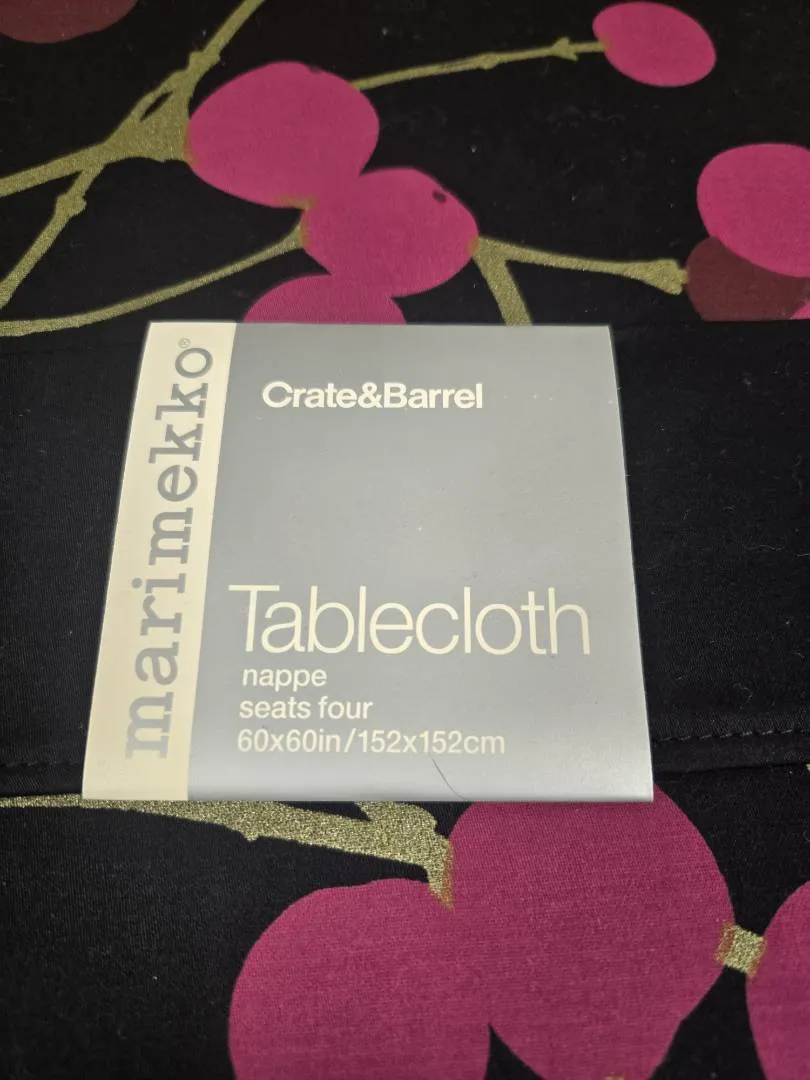 marimekko®
Crate&Barrel
Tablecloth
nappe
seats four
60x60in/152x152cm